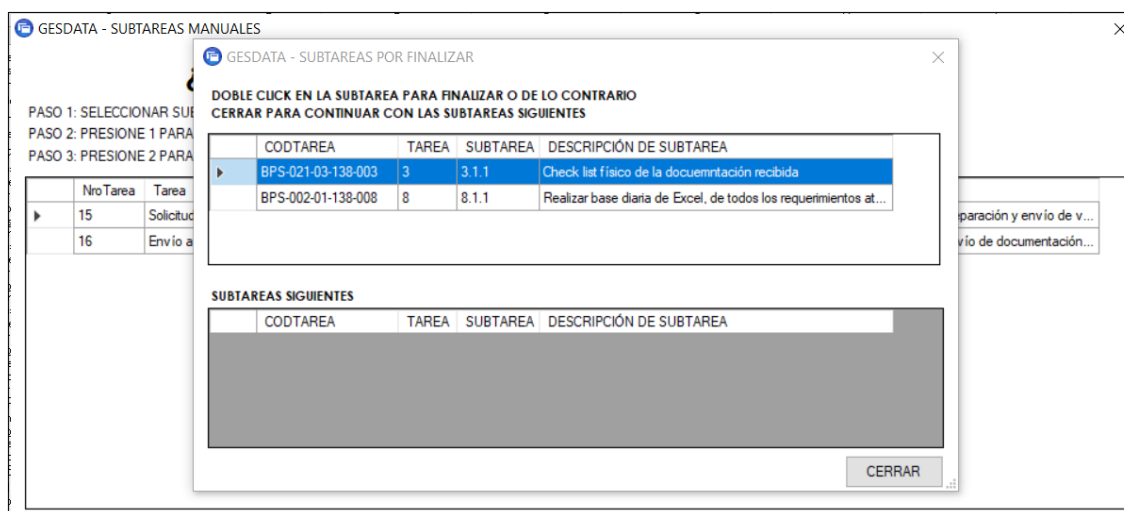 GESDATA - SUBTAREAS MANUALES
PASO 1: SELECCIONAR
PASO 2: PRESIONE 1 PARA
PASO 3: PRESIONE 2 PARA
NroTarea Tarea
15
16
GESDATA - SUBTAREAS POR FINALIZAR
DOBLE CLICK EN LA SUBTAREA PARA FINALIZAR O DE LO CONTRARIO
CERRAR PARA CONTINUAR CON LAS SUBTAREAS SIGUIENTES
CODTAREA TAREA SUBTAREA DESCRIPCIÓN DE SUBTAREA
BPS-021-03-138-003 3 3.1.1 Check list físico de la docuemntación recibida
BPS-002-01-138-008 8 8.1.1 Realizar base diaria de Excel, de todos los requerimientos at...
SUBTAREAS SIGUIENTES
CODTAREA TAREA SUBTAREA DESCRIPCIÓN DE SUBTAREA
CERRAR
y envío de v...
de documentación...